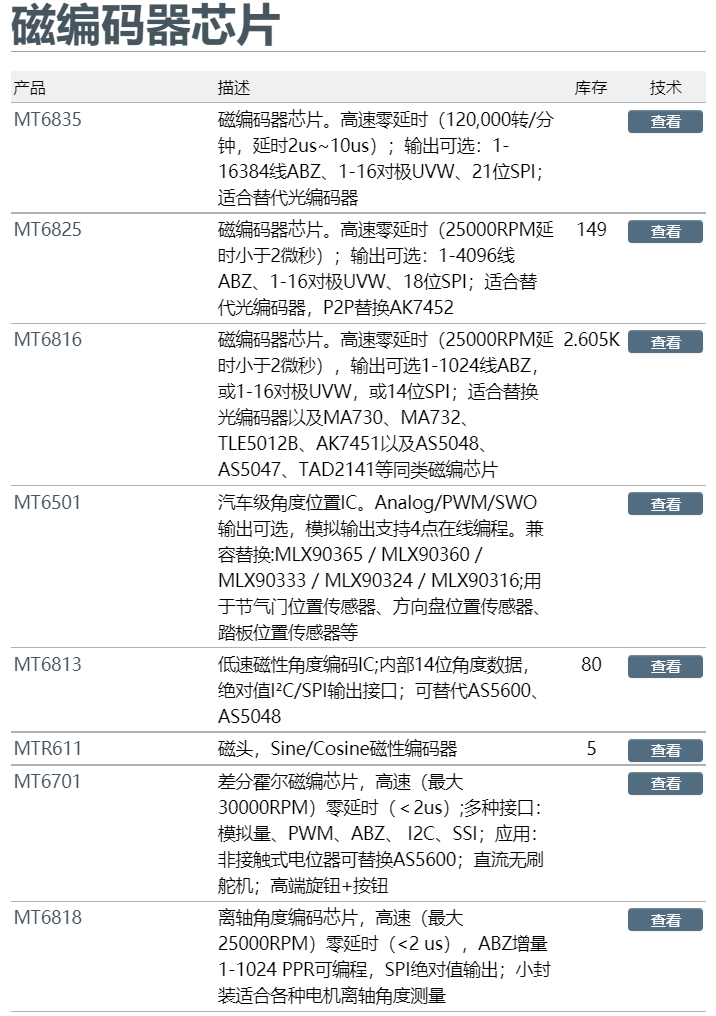 磁编码器芯片
产品 描述 库存 技术
MT6835 磁编码器芯片。高速零延时（120,000转/分 查看
钟，延时2us~10us）；输出可选：1-
16384线ABZ、1-16对极UVW、21位SPI；
适合替代光编码器
MT6825 磁编码器芯片。高速零延时（25000RPM延 149 查看
时小于2微秒）；输出可选：1-4096线
ABZ、1-16对极UVW、18位SPI；适合替
代光编码器，P2P替换AK7452
MT6816 磁编码器芯片。高速零延时（25000RPM延 2.605K 查看
时小于2微秒），输出可选1-1024线ABZ，
或1-16对极UVW，或14位SPI；适合替换
光编码器以及MA730、MA732、
TLE5012B、AK7451以及AS5048、
AS5047、TAD2141等同类磁编芯片
MT6501 汽车级角度位置IC。Analog/PWM/SWO 查看
输出可选，模拟输出支持4点在线编程。兼
容替换:MLX90365 / MLX90360 /
MLX90333 / MLX90324 / MLX90316;用
于节气门位置传感器、方向盘位置传感器、
踏板位置传感器等
MT6813 低速磁性角度编码IC;内部14位角度数据， 80 查看
绝对值I²C/SPI输出接口；可替代AS5600、
AS5048
MTR611 磁头，Sine/Cosine磁性编码器 5 查看
MT6701 差分霍尔磁编芯片，高速（最大 查看
30000RPM）零延时（＜2us）;多种接口：
模拟量、PWM、ABZ、 I2C、SSI；应用：
非接触式电位器可替换AS5600；直流无刷
舵机；高端旋钮+按钮
MT6818 离轴角度编码芯片，高速（最大 查看
25000RPM）零延时（<2 us），ABZ增量
1-1024 PPR可编程，SPI绝对值输出；小封
装适合各种电机离轴角度测量